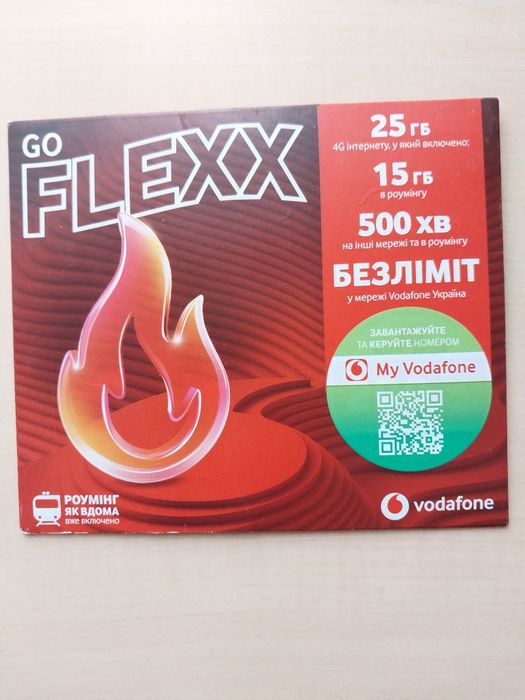 GO
FLEXX
25 ГБ
4G інтернету, у який включено:
15 ГБ
в роумінгу
500 ХВ
на інші мережі та в роумінгу
БЕЗЛІМІТ
у мережі Vodafone Україна
ЗАВАНТАЖУЙТЕ
ТА КЕРУЙТЕ НОМЕРОМ
My Vodafone
РОУМІНГ
ЯК ВДОМА
вже включено
vodafone